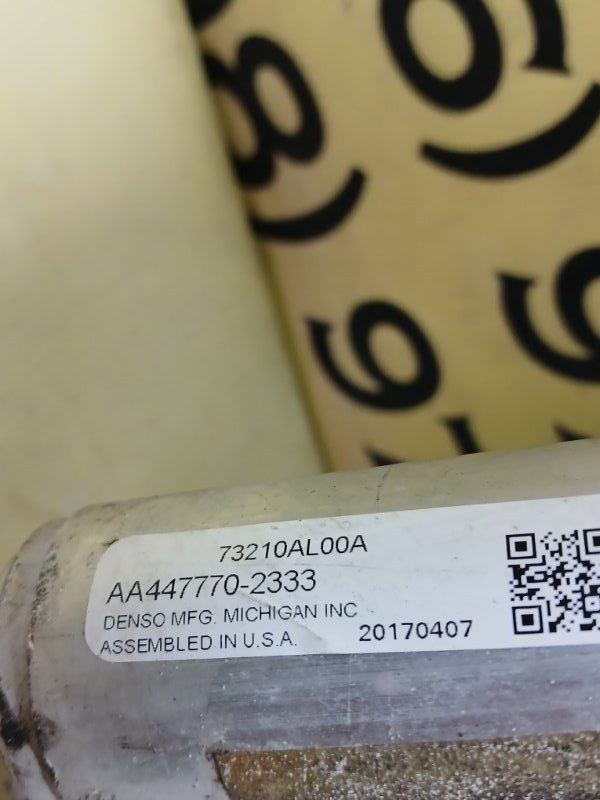 73210AL00A
AA447770-2333
DENSO MFG. MICHIGAN INC
ASSEMBLED IN U.S.A. 20170407